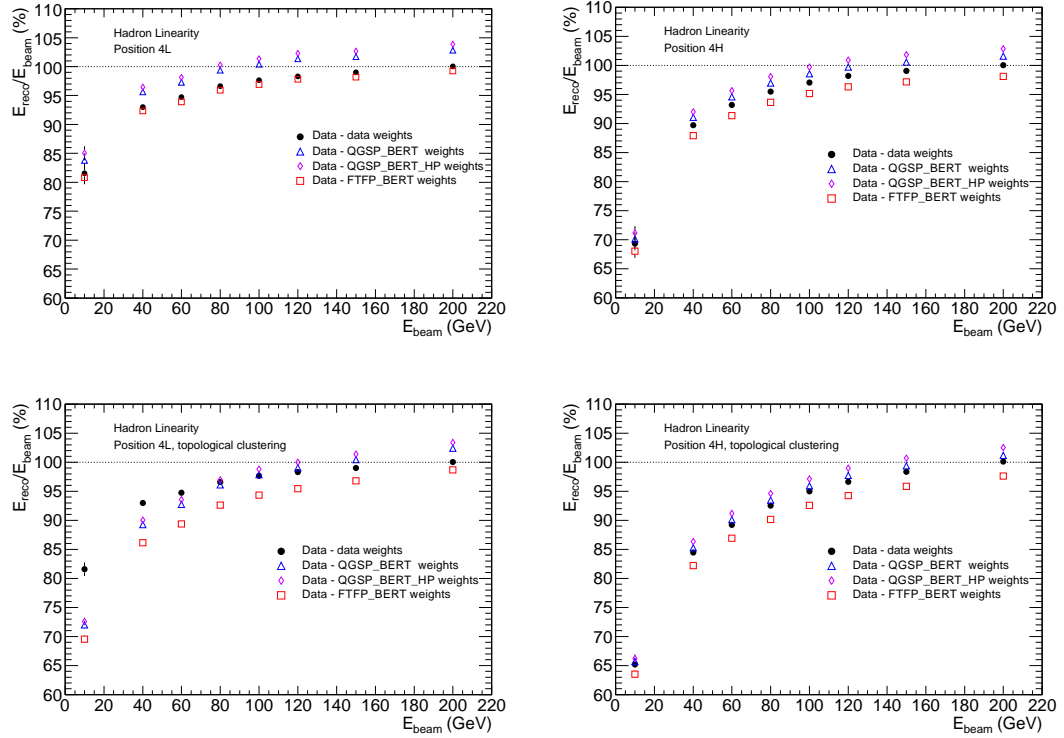 E_reco/E_beam (%)
110
105
100
95
90
85
80
75
70
65
60
Hadron Linearity
Position 4L
Data - data weights
Data - QGSP_BERT weights
Data - QGSP_BERT_HP weights
Data - FTFP_BERT weights
0 20 40 60 80 100 120 140 160 180 200 220
E_beam (GeV)
E_reco/E_beam (%)
110
105
100
95
90
85
80
75
70
65
60
Hadron Linearity
Position 4H
Data - data weights
Data - QGSP_BERT weights
Data - QGSP_BERT_HP weights
Data - FTFP_BERT weights
0 20 40 60 80 100 120 140 160 180 200 220
E_beam (GeV)
E_reco/E_beam (%)
110
105
100
95
90
85
80
75
70
65
60
Hadron Linearity
Position 4L, topological clustering
Data - data weights
Data - QGSP_BERT weights
Data - QGSP_BERT_HP weights
Data - FTFP_BERT weights
0 20 40 60 80 100 120 140 160 180 200 220
E_beam (GeV)
E_reco/E_beam (%)
110
105
100
95
90
85
80
75
70
65
60
Hadron Linearity
Position 4H, topological clustering
Data - data weights
Data - QGSP_BERT weights
Data - QGSP_BERT_HP weights
Data - FTFP_BERT weights
0 20 40 60 80 100 120 140 160 180 200 220
E_beam (GeV)